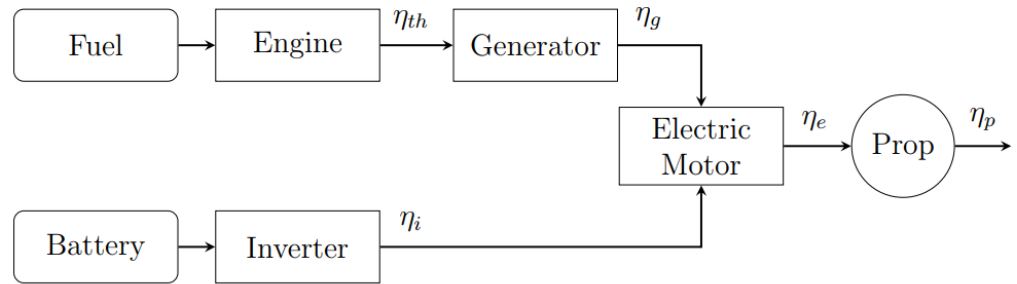 Fuel
Engine
η_th
Generator
η_g
Electric
Motor
η_e
Prop
η_p
Battery
Inverter
η_i